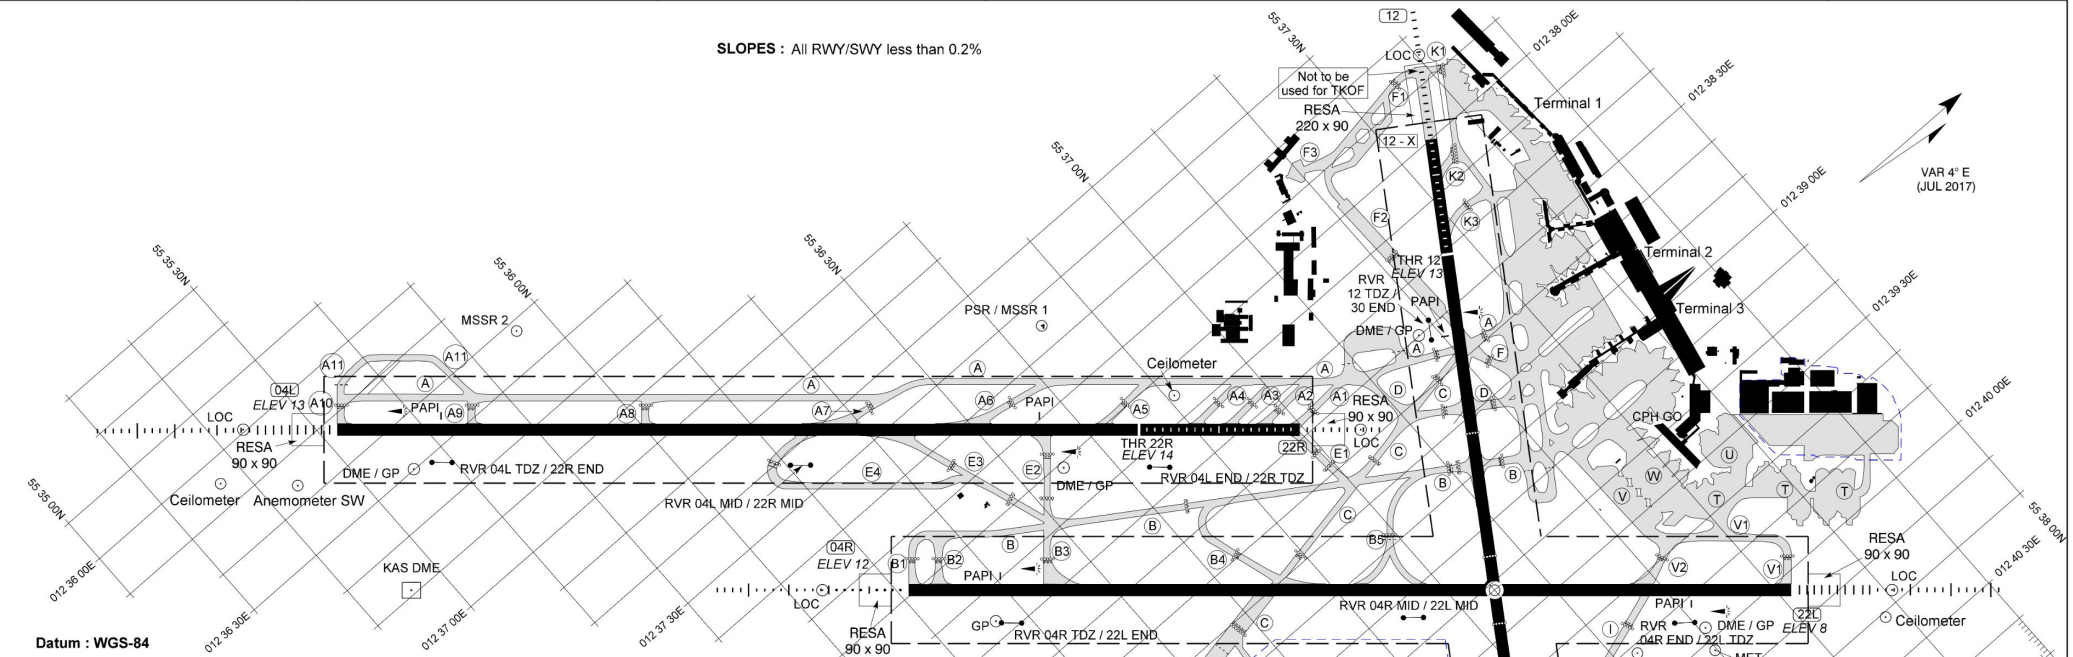 SLOPES : All RWY/SWY less than 0.2%
12
55 37 30N
LOC
K1
012 38 00E
Not to be
used for TKOF
F1
012 38 30E
RESA
220 x 90
Terminal 1
12 - X
F3
K2
VAR 4° E
(JUL 2017)
55 37 00N
012 39 00E
F2
K3
THR 12
ELEV 13
Terminal 2
RVR
12 TDZ /
30 END
PAPI
DME / GP
Terminal 3
012 39 30E
55 35 30N
55 36 00N
55 36 30N
MSSR 2
PSR / MSSR 1
A
A
F
A11
A11
A
A
A
A
Ceilometer
D
C
D
04L
ELEV 13
A10
PAPI
A9
A8
A7
A6
PAPI
A5
A4
A3
A2
A1
RESA
90 x 90
LOC
CPH GO
012 40 00E
LOC
RESA
90 x 90
THR 22R
ELEV 14
22R
E1
C
DME / GP
RVR 04L TDZ / 22R END
E4
E3
E2
DME / GP
RVR 04L END / 22R TDZ
B
B
U
W
V
T
T
T
Ceilometer
Anemometer SW
RVR 04L MID / 22R MID
55 35 00N
55 38 00N
B
C
V1
B
04R
ELEV 12
B1
B2
B3
B4
B5
V2
V1
RESA
90 x 90
012 40 30E
KAS DME
PAPI
LOC
LOC
012 36 00E
RVR 04R MID / 22L MID
PAPI
22L
ELEV 8
Ceilometer
012 36 30E
012 37 00E
012 37 30E
GP
RVR 04R TDZ / 22L END
C
I
RVR
04R END / 22L TDZ
DME / GP
RESA
90 x 90
MET
Datum : WGS-84